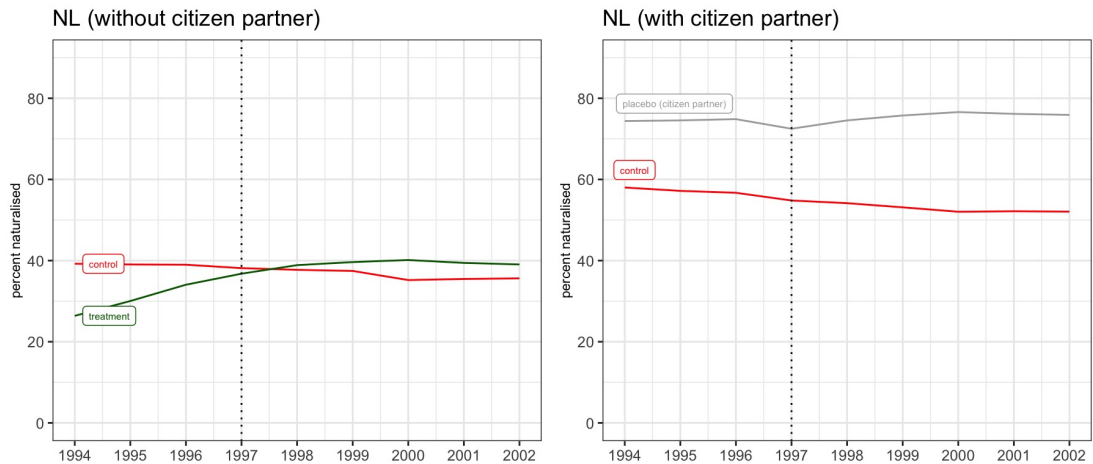 NL (without citizen partner)
percent naturalised
80
60
40
20
0
control
treatment
1994 1995 1996 1997 1998 1999 2000 2001 2002
NL (with citizen partner)
percent naturalised
80
60
40
20
0
placebo (citizen partner)
control
1994 1995 1996 1997 1998 1999 2000 2001 2002